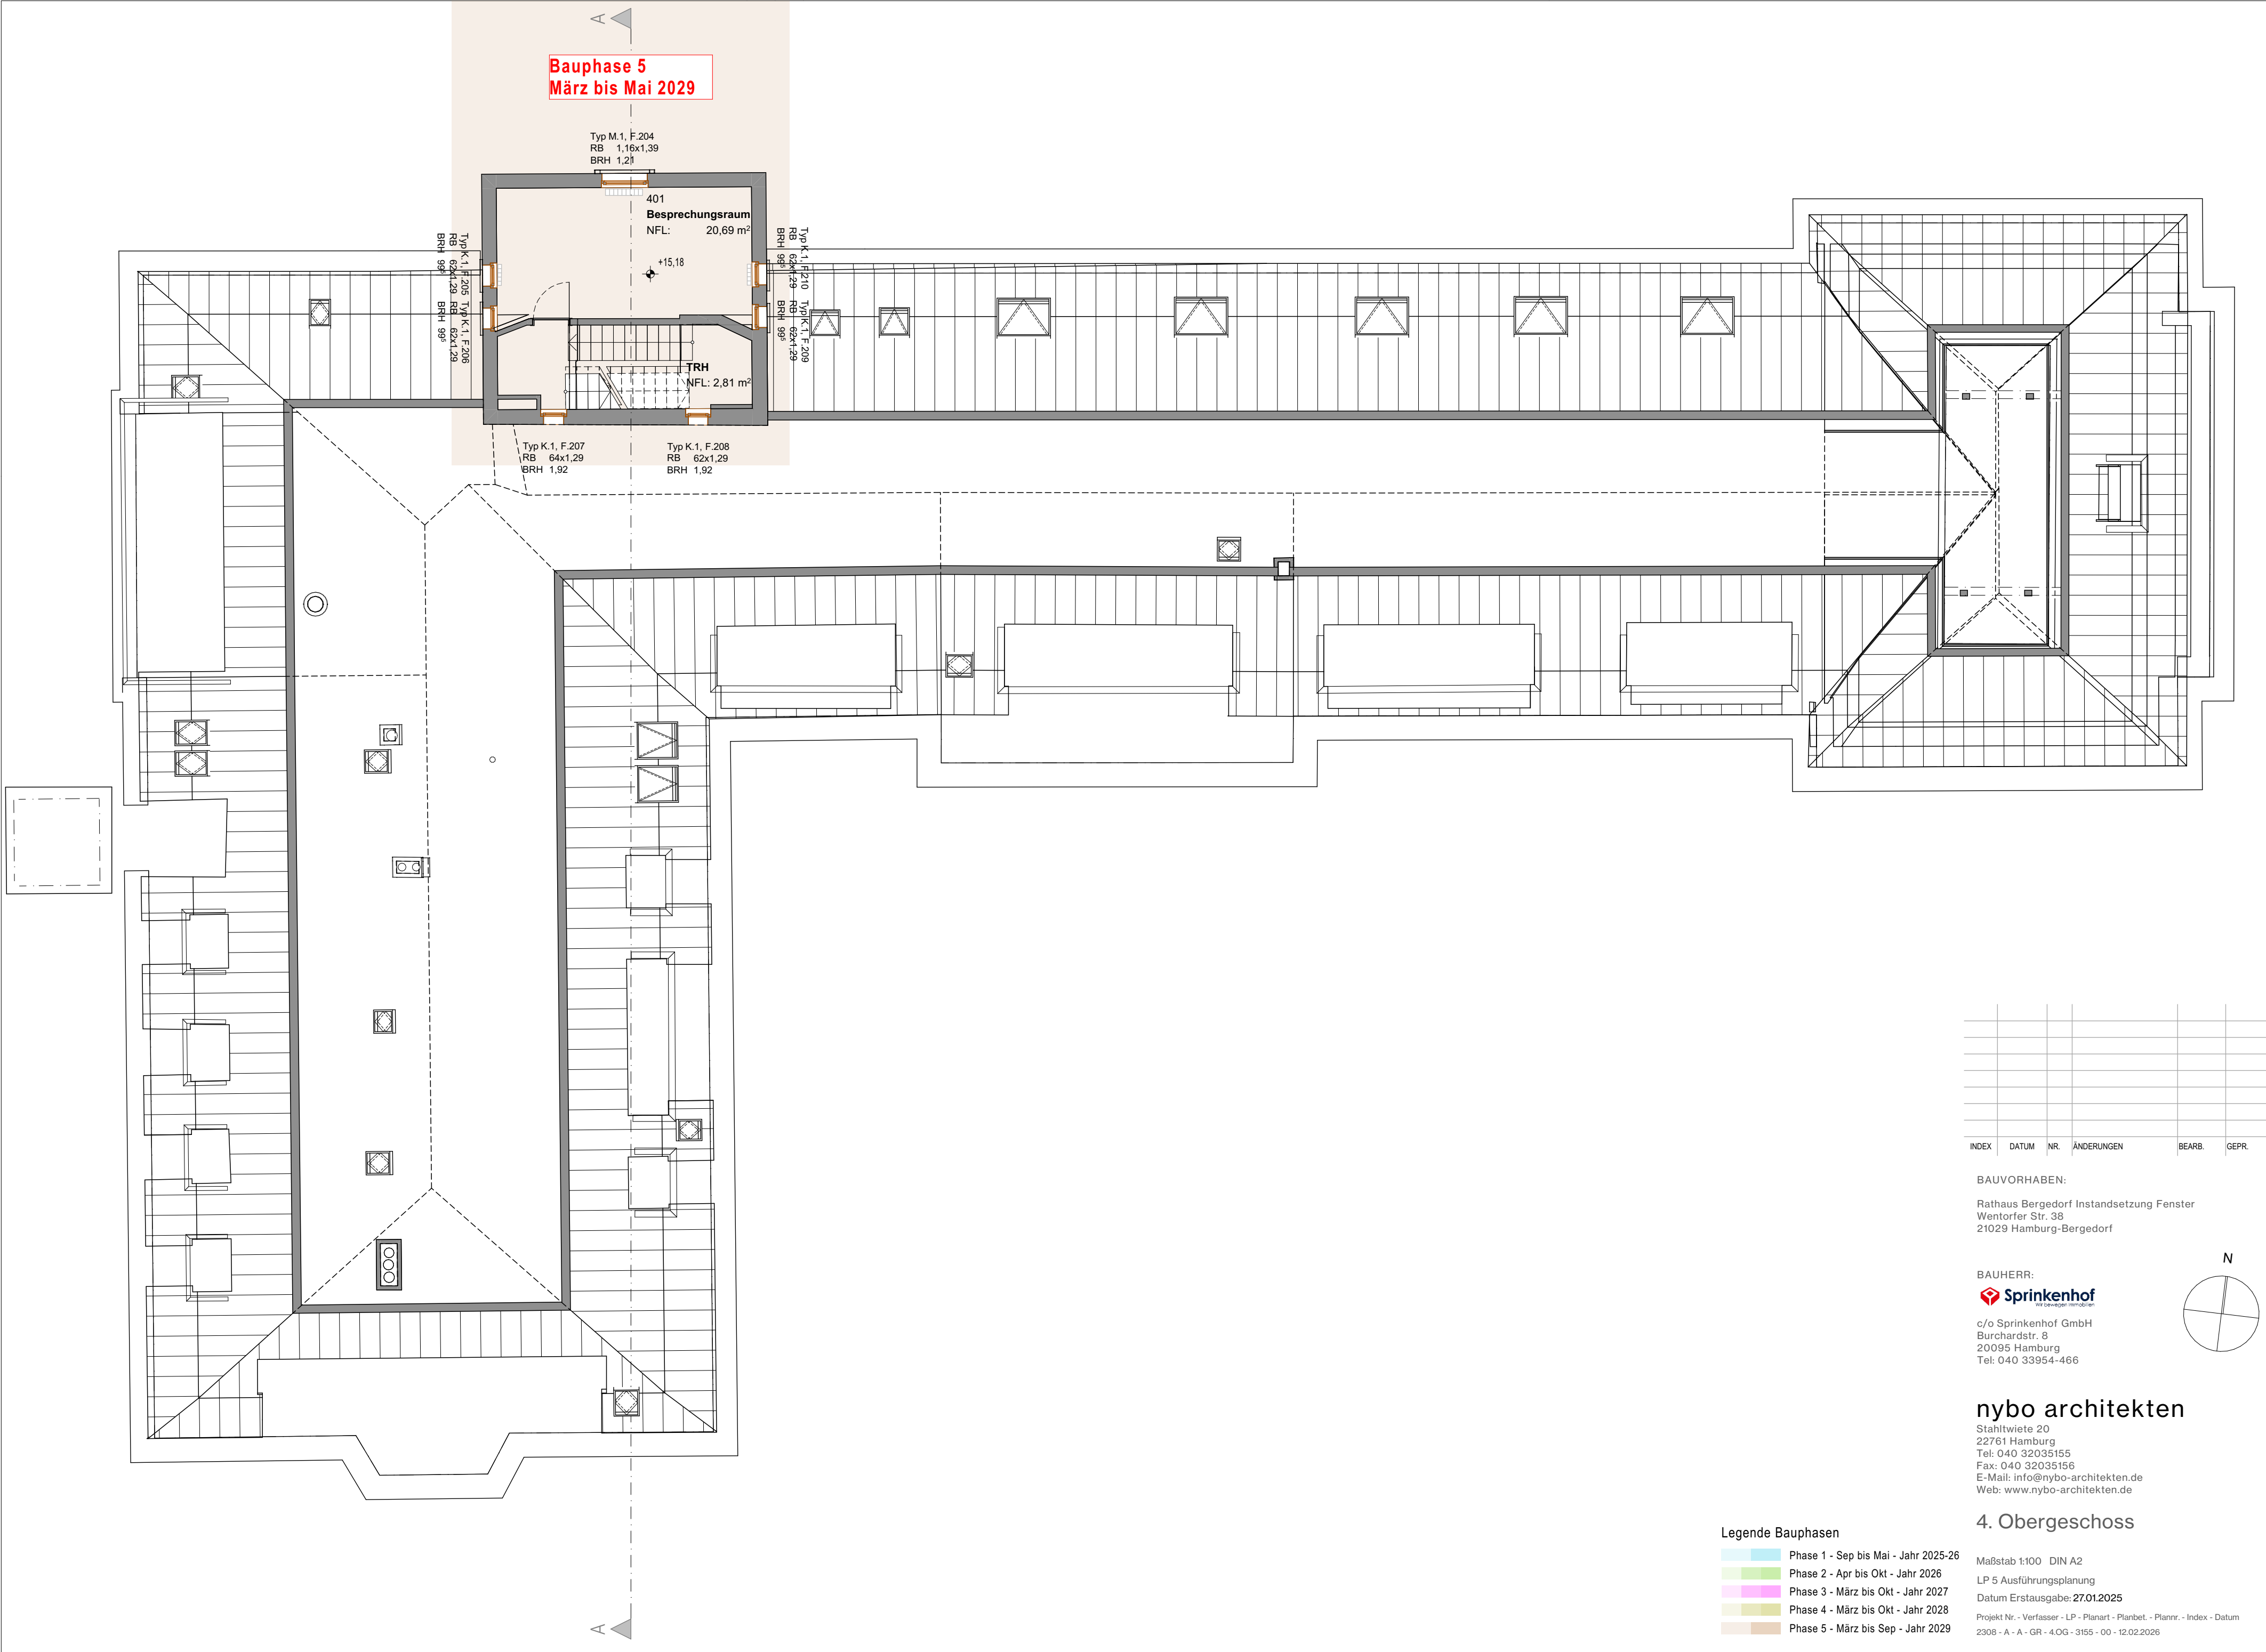 A
Bauphase 5
März bis Mai 2029
Typ M.1, F.204
RB 1,16x1,39
BRH 1,21
401
Besprechungsraum
NFL: 20,69 m²
+15,18
Typ K.1, F.205
RB 62x1,29
BRH 99⁵
Typ K.1, F.206
RB 62x1,29
BRH 99⁵
Typ K.1, F.210
RB 62x1,29
BRH 99⁵
Typ K.1, F.209
RB 62x1,29
BRH 99⁵
TRH
NFL: 2,81 m²
Typ K.1, F.207
RB 64x1,29
BRH 1,92
Typ K.1, F.208
RB 62x1,29
BRH 1,92
A
INDEX DATUM NR. ÄNDERUNGEN BEARB. GEPR.
BAUVORHABEN:
Rathaus Bergedorf Instandsetzung Fenster
Wentorfer Str. 38
21029 Hamburg-Bergedorf
N
BAUHERR:
Sprinkenhof
Wir bewegen Immobilien
c/o Sprinkenhof GmbH
Burchardstr. 8
20095 Hamburg
Tel: 040 33954-466
nybo architekten
Stahltwiete 20
22761 Hamburg
Tel: 040 32035155
Fax: 040 32035156
E-Mail: info@nybo-architekten.de
Web: www.nybo-architekten.de
4. Obergeschoss
Maßstab 1:100 DIN A2
LP 5 Ausführungsplanung
Datum Erstausgabe: 27.01.2025
Projekt Nr. - Verfasser - LP - Planart - Planbet. - Plannr. - Index - Datum
2308 - A - A - GR - 4.OG - 3155 - 00 - 12.02.2026
Legende Bauphasen
Phase 1 - Sep bis Mai - Jahr 2025-26
Phase 2 - Apr bis Okt - Jahr 2026
Phase 3 - März bis Okt - Jahr 2027
Phase 4 - März bis Okt - Jahr 2028
Phase 5 - März bis Sep - Jahr 2029